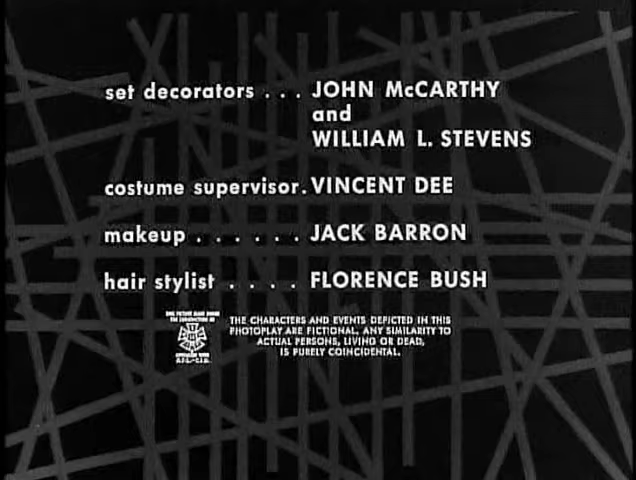 set decorators . . . JOHN McCARTHY
and
WILLIAM L. STEVENS
costume supervisor. VINCENT DEE
makeup . . . . . . JACK BARRON
hair stylist . . . . FLORENCE BUSH
THE CHARACTERS AND EVENTS DEPICTED IN THIS
PHOTOPLAY ARE FICTIONAL. ANY SIMILARITY TO
ACTUAL PERSONS, LIVING OR DEAD,
IS PURELY COINCIDENTAL.